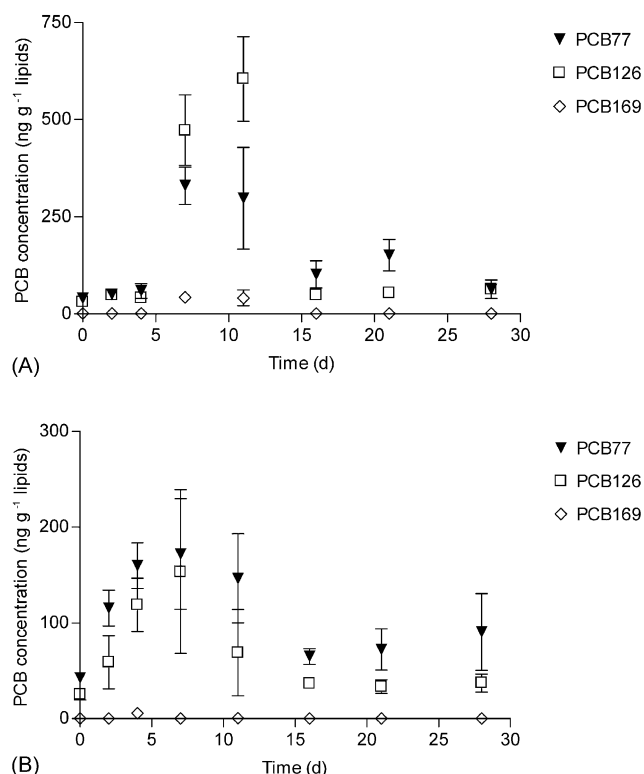 750
500
250
0
PCB concentration (ng g⁻¹ lipids)
0 5 10 15 20 25 30
Time (d)
PCB77
PCB126
PCB169
(A)
300
200
100
0
PCB concentration (ng g⁻¹ lipids)
0 5 10 15 20 25 30
Time (d)
PCB77
PCB126
PCB169
(B)